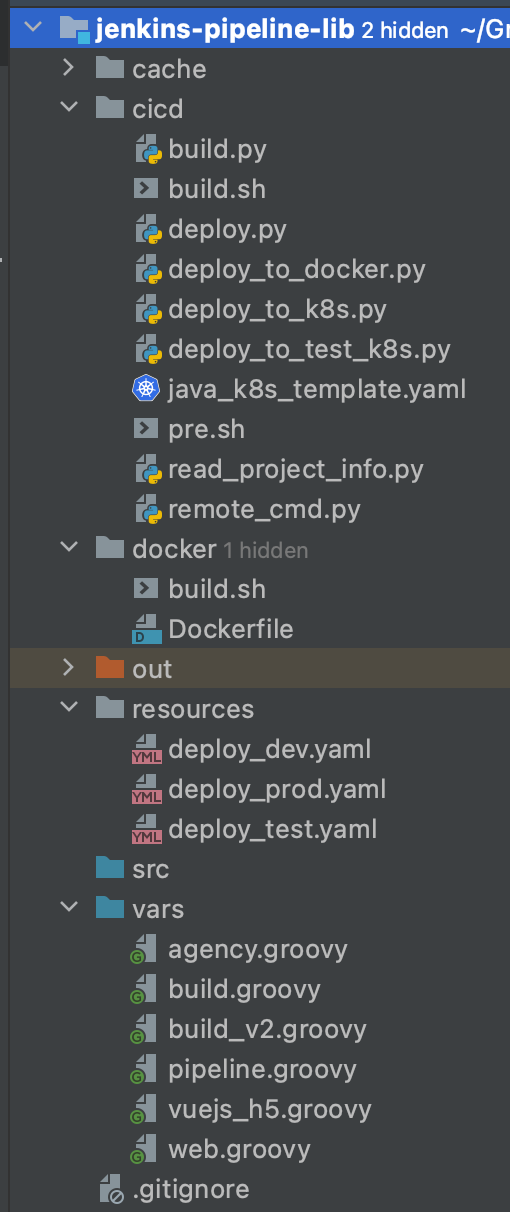 jenkins-pipeline-lib 2 hidden ~/Gr
cache
cicd
build.py
build.sh
deploy.py
deploy_to_docker.py
deploy_to_k8s.py
deploy_to_test_k8s.py
java_k8s_template.yaml
pre.sh
read_project_info.py
remote_cmd.py
docker 1 hidden
build.sh
D Dockerfile
out
resources
YML deploy_dev.yaml
YML deploy_prod.yaml
YML deploy_test.yaml
src
vars
G agency.groovy
G build.groovy
G build_v2.groovy
G pipeline.groovy
G vuejs_h5.groovy
G web.groovy
.gitignore